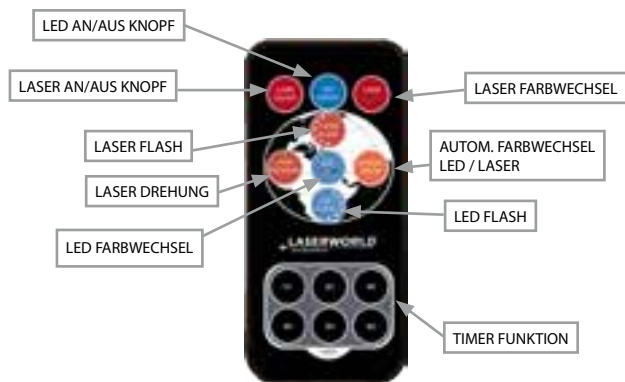 LED AN/AUS KNOPF
LASER AN/AUS KNOPF
LASER FARBWECHSEL
LASER FLASH
AUTOM. FARBWECHSEL
LED / LASER
LASER DREHUNG
LED FLASH
LED FARBWECHSEL
LASERWORLD
TIMER FUNKTION